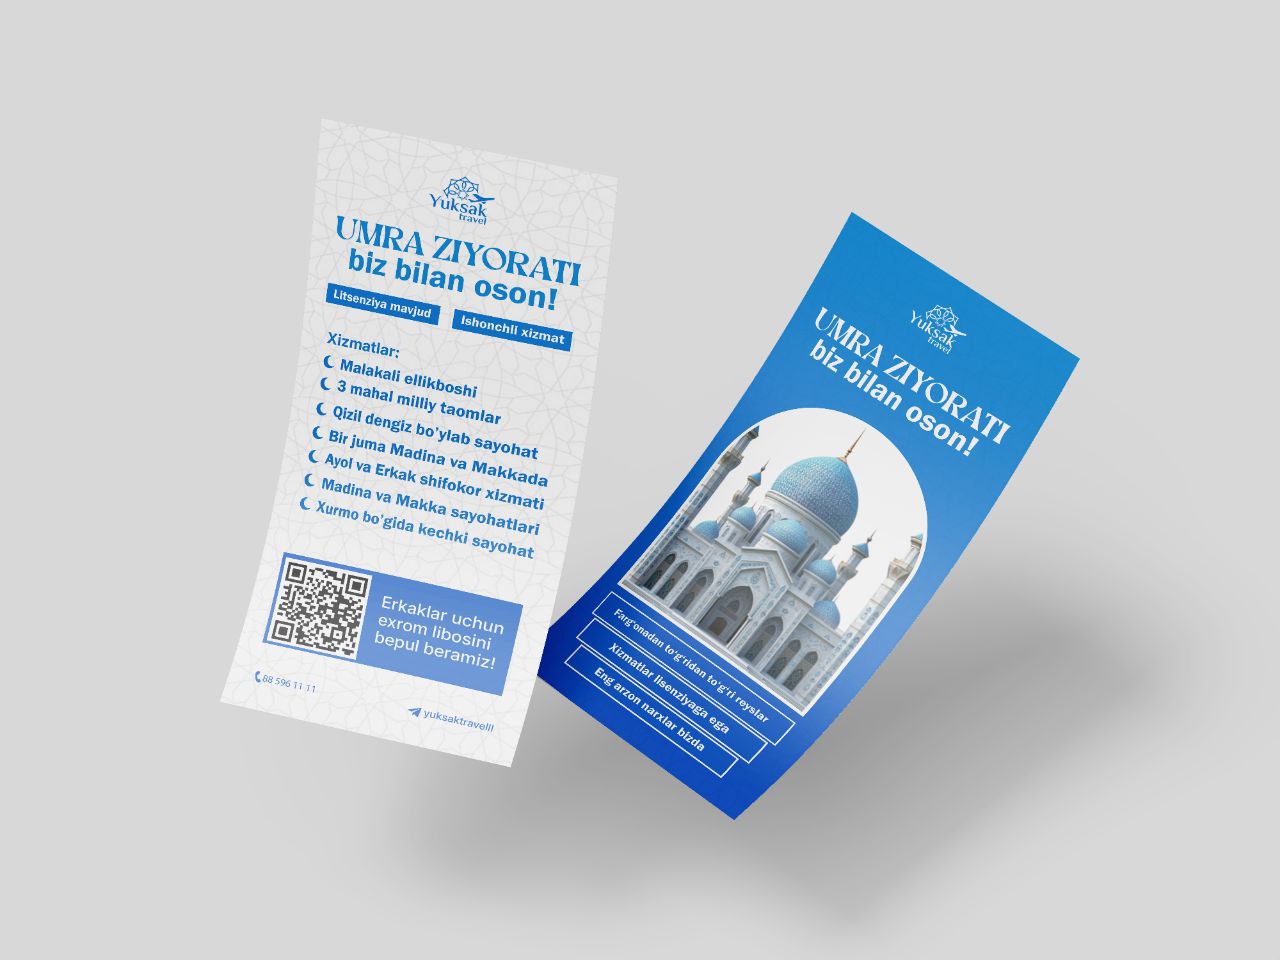 Yuksak
travel
UMRA ZIYORATI
biz bilan oson!
Litsenziya mavjud
Ishonchli xizmat
Xizmatlar:
Malakali ellikboshi
3 mahal milliy taomlar
Qizil dengiz bo'ylab sayohat
Bir juma Madina va Makkada
Ayol va Erkak shifokor xizmati
Madina va Makka sayohatlari
Xurmo bo'gida kechki sayohat
Erkaklar uchun
exrom libosini
bepul beramiz!
88 596 11 11
yuksaktravelll
Yuksak
travel
UMRA ZIYORATI
biz bilan oson!
Farg'onadan to'g'ridan to'g'ri reyslar
Xizmatlar lisenziyaga ega
Eng arzon narxlar bizda